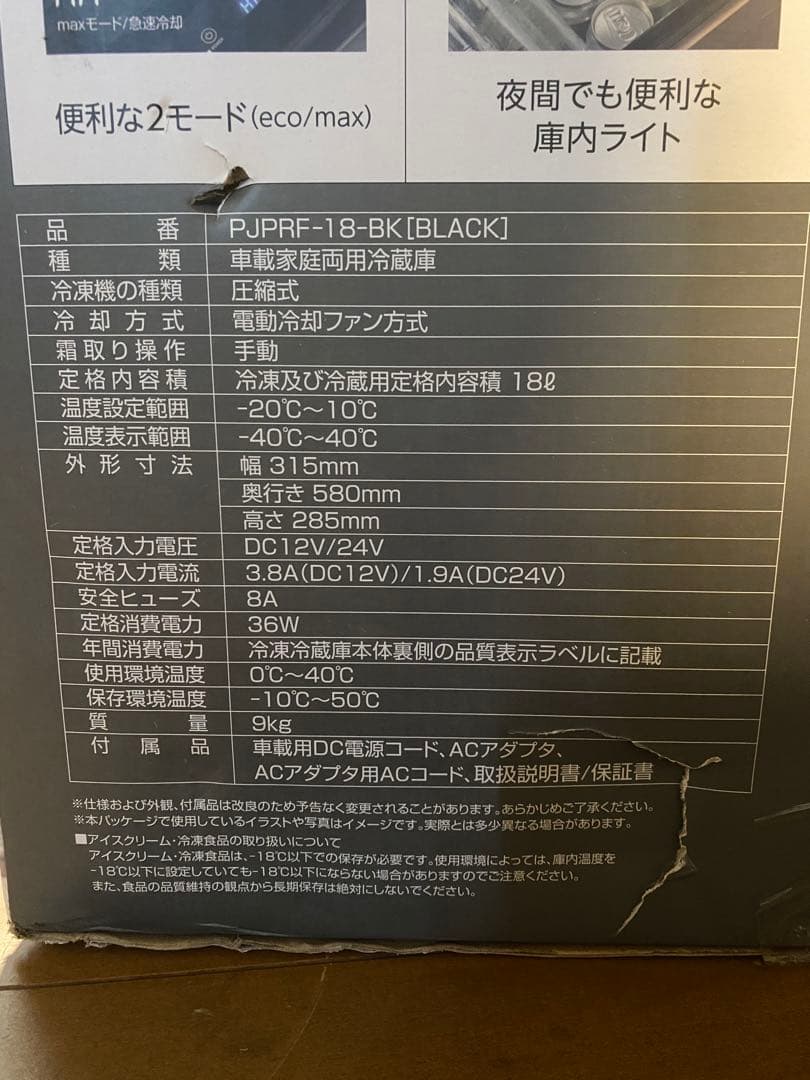 maxモード/急速冷却
便利な2モード(eco/max)
夜間でも便利な
庫内ライト
品番 PJPRF-18-BK[BLACK]
種類 車載家庭両用冷蔵庫
冷凍機の種類 圧縮式
冷却方式 電動冷却ファン方式
霜取り操作 手動
定格内容積 冷凍及び冷蔵用定格内容積 18ℓ
温度設定範囲 -20℃～10℃
温度表示範囲 -40℃～40℃
外形寸法 幅 315mm
奥行き 580mm
高さ 285mm
定格入力電圧 DC12V/24V
定格入力電流 3.8A(DC12V)/1.9A(DC24V)
安全ヒューズ 8A
定格消費電力 36W
年間消費電力 冷凍冷蔵庫本体裏側の品質表示ラベルに記載
使用環境温度 0℃～40℃
保存環境温度 -10℃～50℃
質量 9kg
付属品 車載用DC電源コード、ACアダプタ、
ACアダプタ用ACコード、取扱説明書/保証書
※仕様および外観、付属品は改良のため予告なく変更されることがあります。あらかじめご了承ください。
※本パッケージで使用しているイラストや写真はイメージです。実際とは多少異なる場合があります。
■アイスクリーム・冷凍食品の取り扱いについて
アイスクリーム・冷凍食品は、-18℃以下での保存が必要です。使用環境によっては、庫内温度を
-18℃以下に設定していても-18℃以下にならない場合がありますのでご注意ください。
また、食品の品質維持の観点から長期保存は絶対にしないでください。